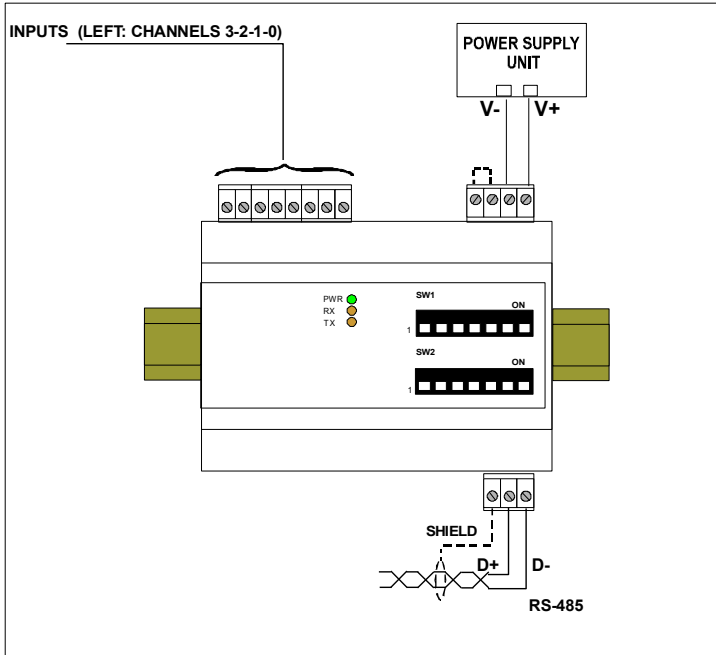 INPUTS (LEFT: CHANNELS 3-2-1-0)
POWER SUPPLY
UNIT
V- V+
PWR
RX
TX
SW1
ON
1
SW2
ON
1
SHIELD
D+ D-
RS-485